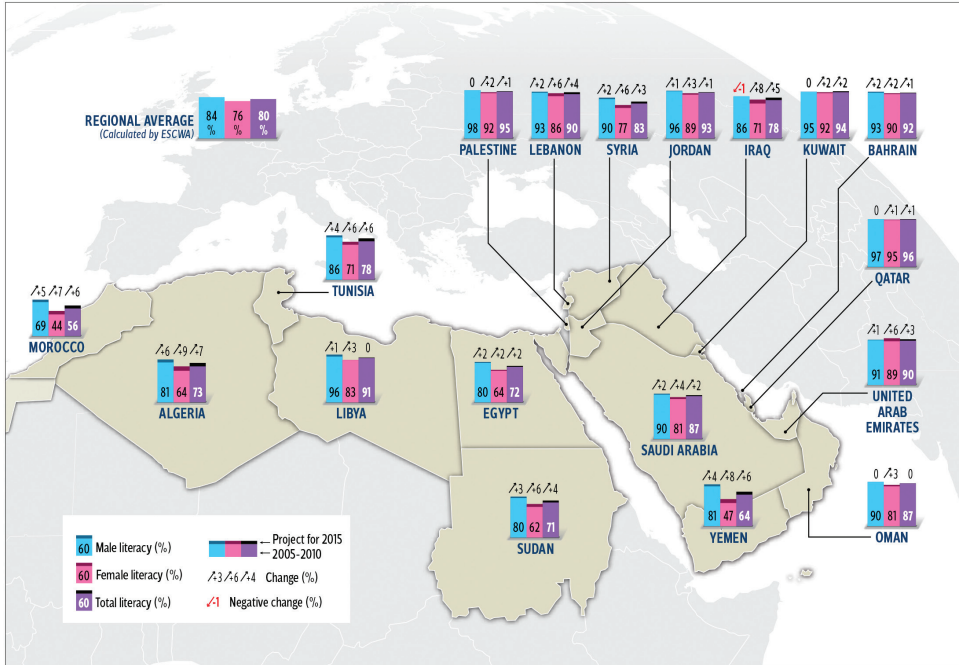 REGIONAL AVERAGE
(Calculated by ESCWA)
84 76 80
% % %
0 +2 +1
98 92 95
PALESTINE
+2 +6 +4
93 86 90
LEBANON
+2 +6 +3
90 77 83
SYRIA
+1 +3 +1
96 89 93
JORDAN
-1 +8 +5
86 71 78
IRAQ
0 +2 +2
95 92 94
KUWAIT
+2 +2 +1
93 90 92
BAHRAIN
0 +1 +1
97 95 96
QATAR
+4 +6 +6
86 71 78
TUNISIA
+5 +7 +6
69 44 56
MOROCCO
+6 +9 +7
81 64 73
ALGERIA
+1 +3 0
96 83 91
LIBYA
+2 +2 +2
80 64 72
EGYPT
+1 +6 +3
91 89 90
UNITED
ARAB
EMIRATES
+2 +4 +2
90 81 87
SAUDI ARABIA
+4 +8 +6
81 47 64
YEMEN
0 +3 0
90 81 87
OMAN
+3 +6 +4
80 62 71
SUDAN
60 Male literacy (%)
60 Female literacy (%)
60 Total literacy (%)
Project for 2015
2005-2010
+3 +6 +4 Change (%)
-1 Negative change (%)